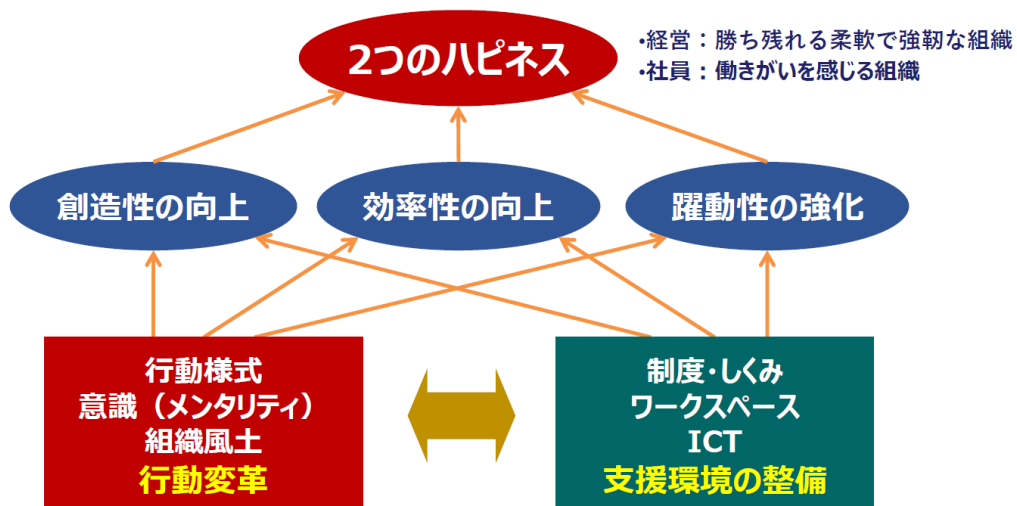 2つのハピネス
・経営：勝ち残れる柔軟で強靭な組織
・社員：働きがいを感じる組織
創造性の向上
効率性の向上
躍動性の強化
行動様式
意識（メンタリティ）
組織風土
行動変革
制度・しくみ
ワークスペース
ICT
支援環境の整備